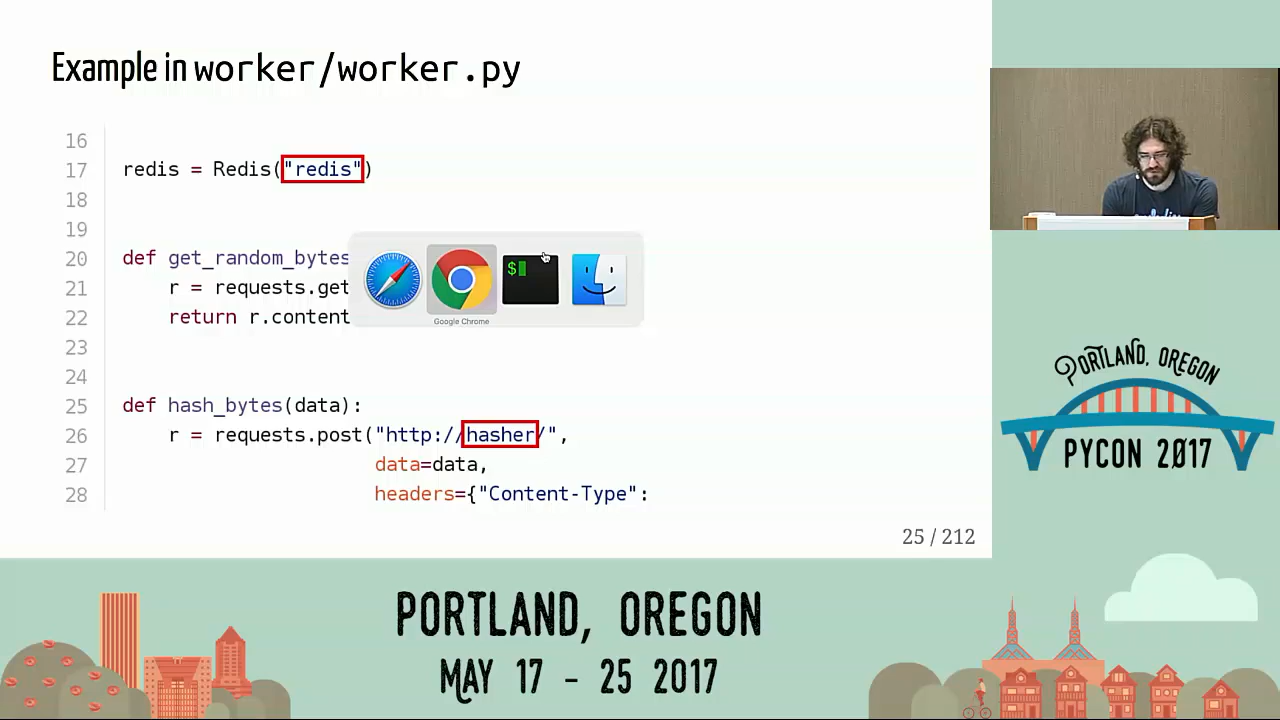 Example in worker/worker.py
16
17 redis = Redis("redis")
18
19
20 def get_random_bytes
21 r = requests.get
22 return r.content
23
24
25 def hash_bytes(data):
26 r = requests.post("http://hasher/",
27 data=data,
28 headers={"Content-Type":
$
Google Chrome
25 / 212
PORTLAND, OREGON
PYCON 2017
PORTLAND, OREGON
MAY 17 - 25 2017